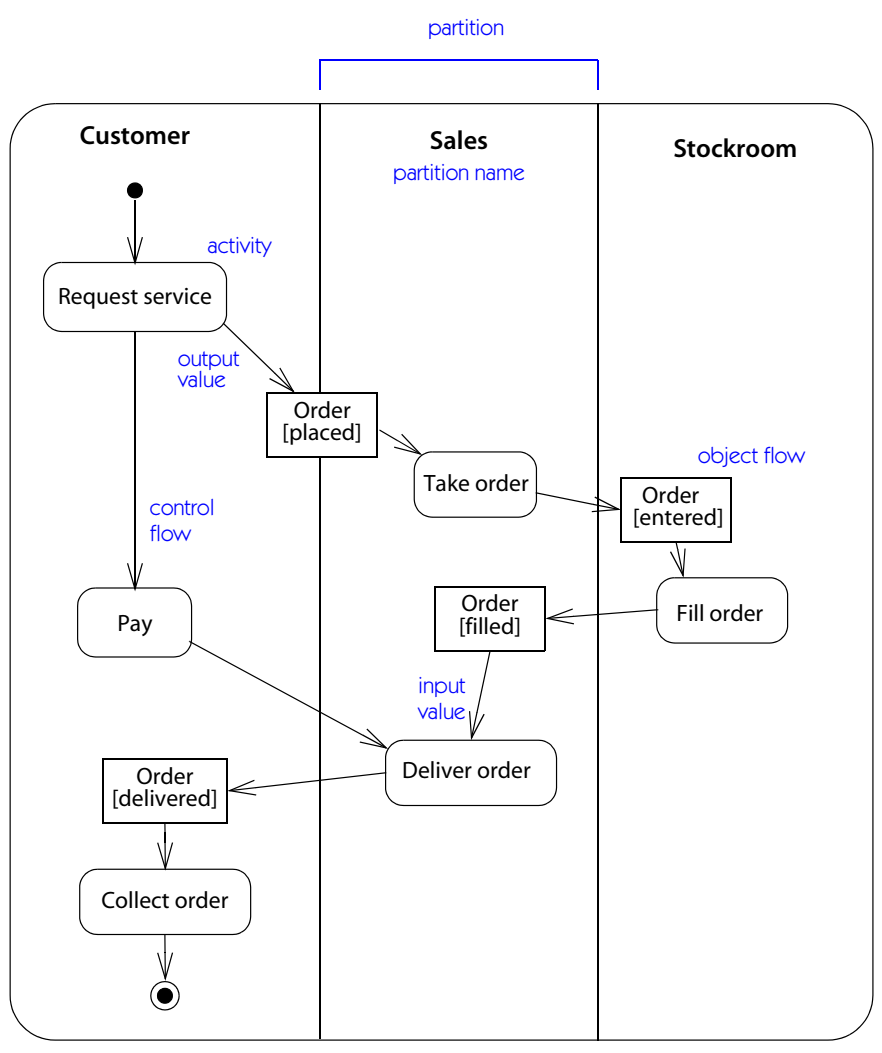 partition
Customer
Sales
Stockroom
partition name
activity
Request service
output
value
Order
[placed]
object flow
Take order
Order
[entered]
control
flow
Order
[filled]
Fill order
Pay
input
value
Deliver order
Order
[delivered]
Collect order